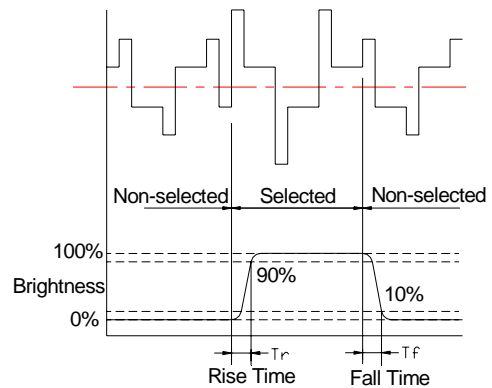 Non-selected Selected Non-selected
100%
90%
Brightness
10%
0%
Tr Tf
Rise Time Fall Time